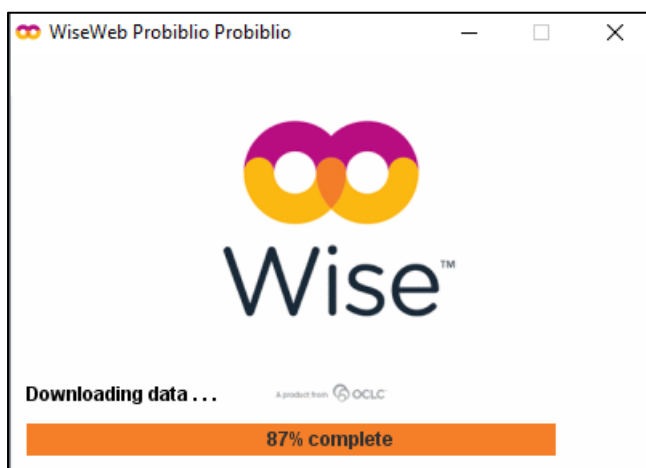 WiseWeb Probiblio Probiblio
Wise™
Downloading data . . .
A product from OCLC
87% complete